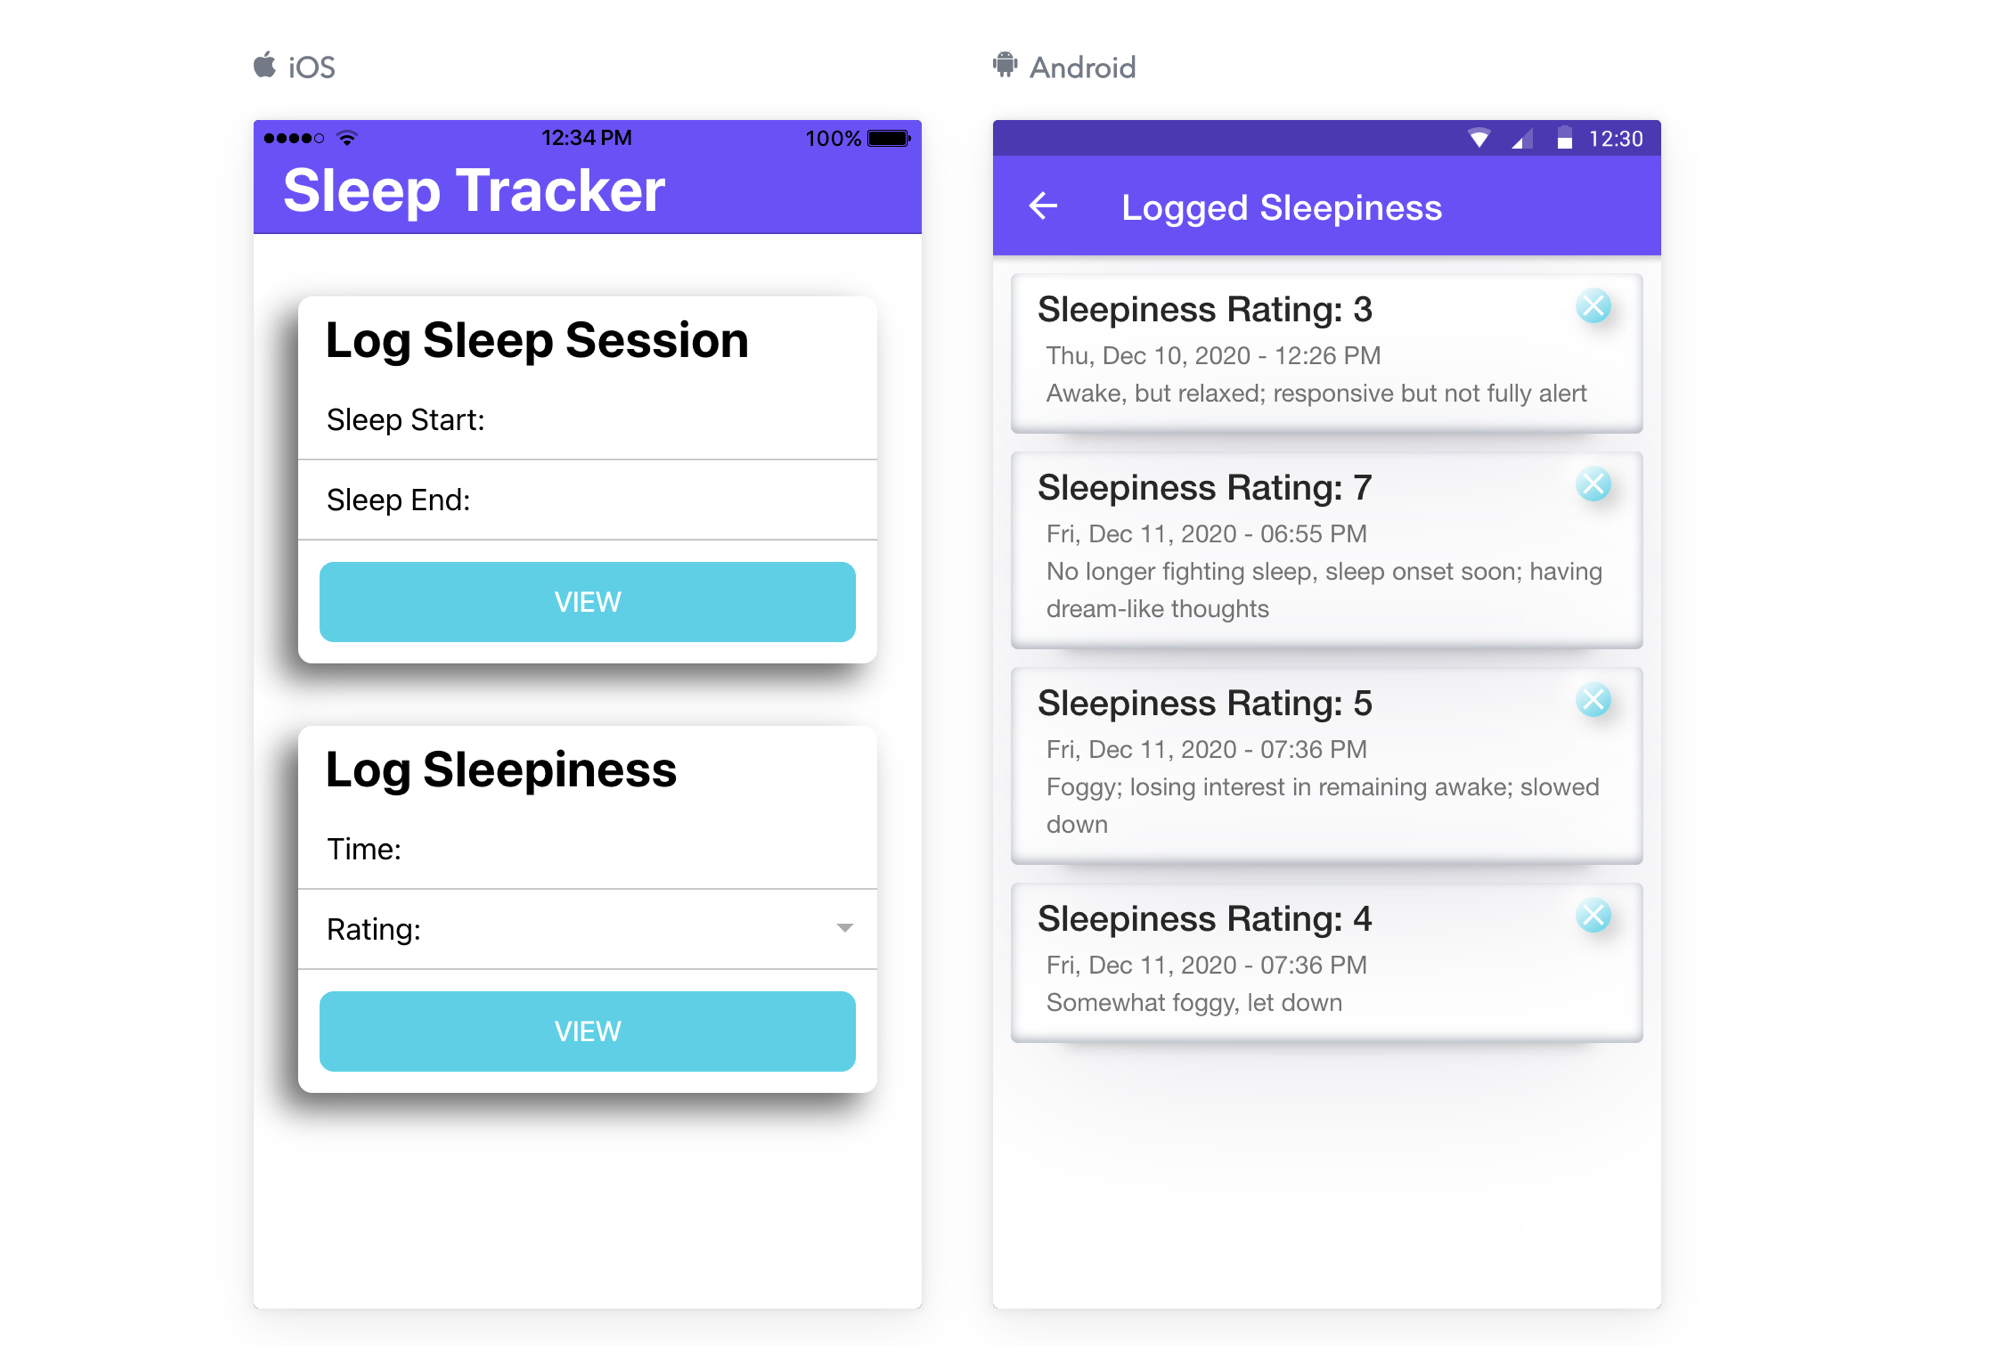 iOS
12:34 PM
100%
Sleep Tracker
Log Sleep Session
Sleep Start:
Sleep End:
VIEW
Log Sleepiness
Time:
Rating:
VIEW
Android
12:30
Logged Sleepiness
Sleepiness Rating: 3
Thu, Dec 10, 2020 - 12:26 PM
Awake, but relaxed; responsive but not fully alert
Sleepiness Rating: 7
Fri, Dec 11, 2020 - 06:55 PM
No longer fighting sleep, sleep onset soon; having
dream-like thoughts
Sleepiness Rating: 5
Fri, Dec 11, 2020 - 07:36 PM
Foggy; losing interest in remaining awake; slowed
down
Sleepiness Rating: 4
Fri, Dec 11, 2020 - 07:36 PM
Somewhat foggy, let down